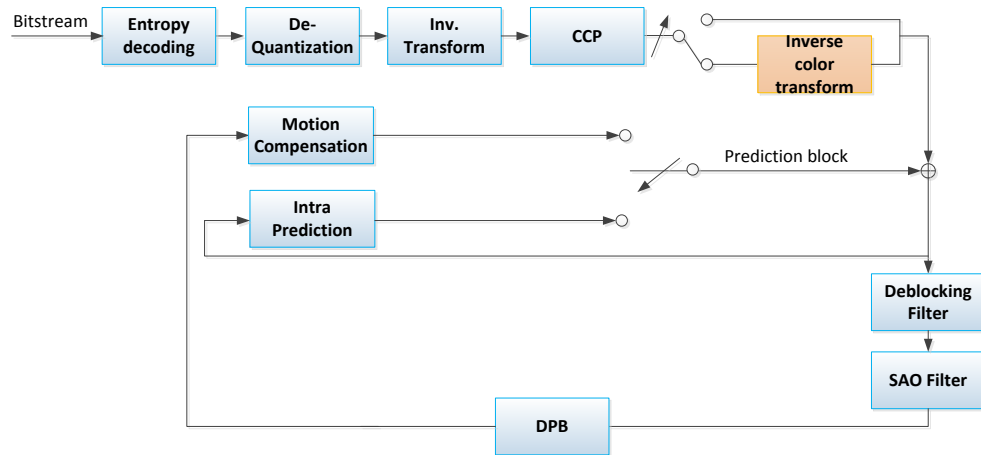 Bitstream
Entropy
decoding
De-
Quantization
Inv.
Transform
CCP
Inverse
color
transform
Motion
Compensation
Prediction block
Intra
Prediction
Deblocking
Filter
SAO Filter
DPB